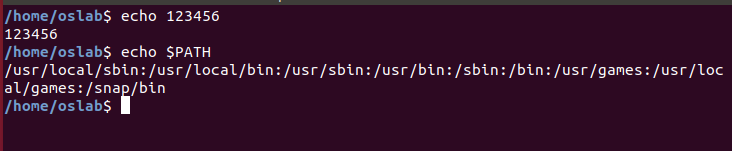 /home/oslab$ echo 123456
123456
/home/oslab$ echo $PATH
/usr/local/sbin:/usr/local/bin:/usr/sbin:/usr/bin:/sbin:/bin:/usr/games:/usr/loc
al/games:/snap/bin
/home/oslab$